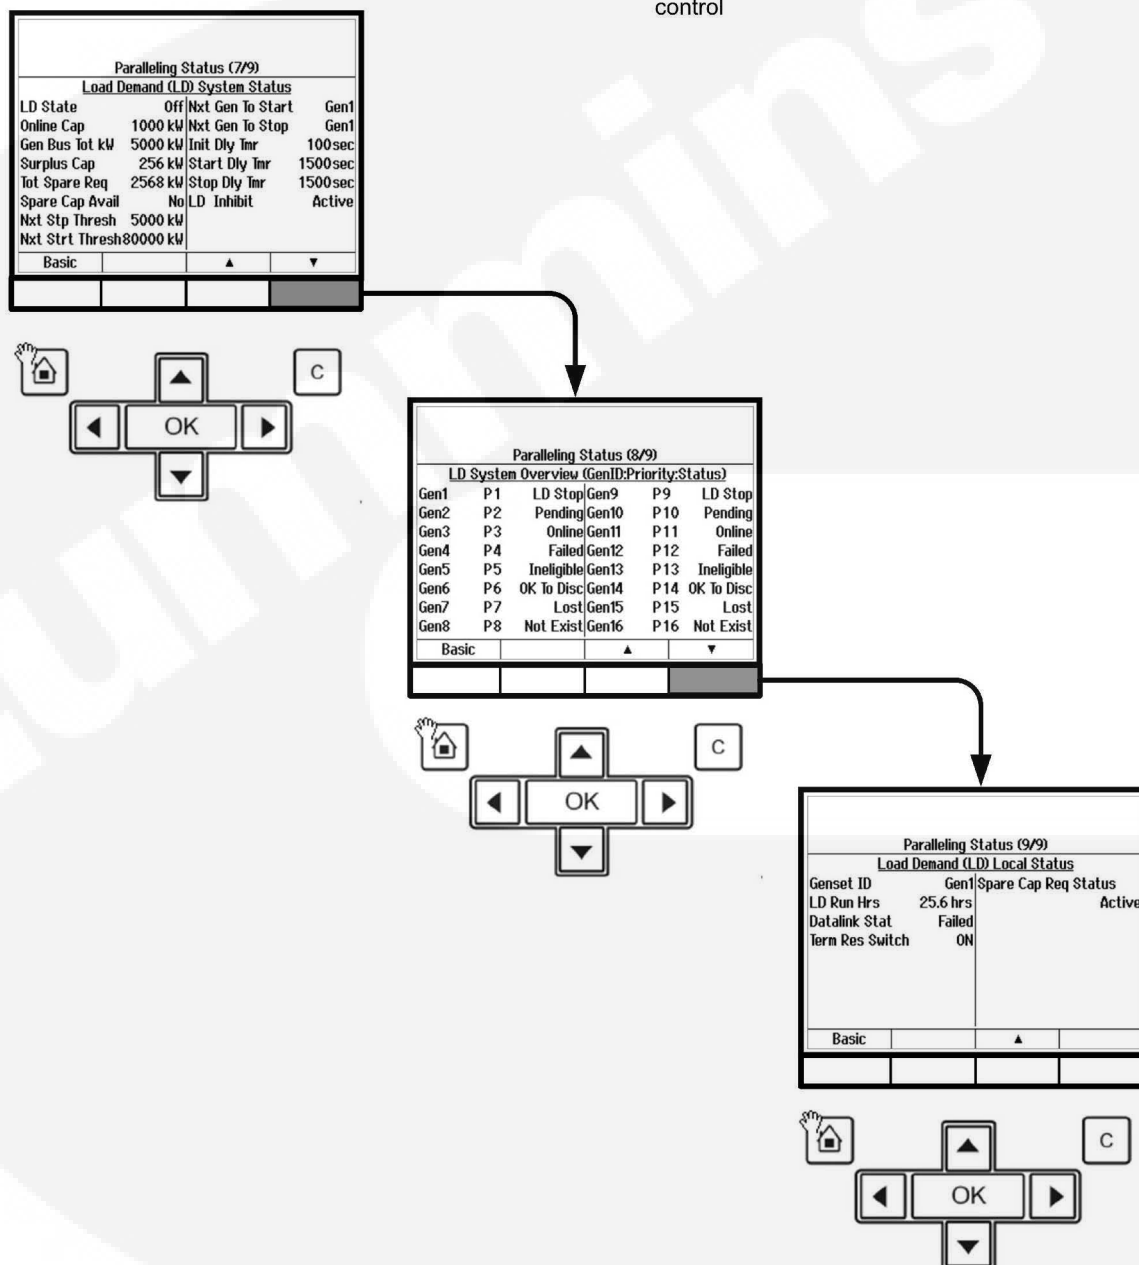 control
Paralleling Status (7/9)
Load Demand (LD) System Status
LD State Off Nxt Gen To Start Gen1
Online Cap 1000 kW Nxt Gen To Stop Gen1
Gen Bus Tot kW 5000 kW Init Dly Tmr 100sec
Surplus Cap 256 kW Start Dly Tmr 1500sec
Tot Spare Req 2568 kW Stop Dly Tmr 1500sec
Spare Cap Avail No LD Inhibit Active
Nxt Stp Thresh 5000 kW
Nxt Strt Thresh80000 kW
Basic ▲ ▼
C
OK
Paralleling Status (8/9)
LD System Overview (GenID:Priority:Status)
Gen1 P1 LD Stop Gen9 P9 LD Stop
Gen2 P2 Pending Gen10 P10 Pending
Gen3 P3 Online Gen11 P11 Online
Gen4 P4 Failed Gen12 P12 Failed
Gen5 P5 Ineligible Gen13 P13 Ineligible
Gen6 P6 OK To Disc Gen14 P14 OK To Disc
Gen7 P7 Lost Gen15 P15 Lost
Gen8 P8 Not Exist Gen16 P16 Not Exist
Basic ▲ ▼
C
OK
Paralleling Status (9/9)
Load Demand (LD) Local Status
Genset ID Gen1 Spare Cap Req Status
LD Run Hrs 25.6 hrs Active
Datalink Stat Failed
Term Res Switch ON
Basic ▲
C
OK
cummins